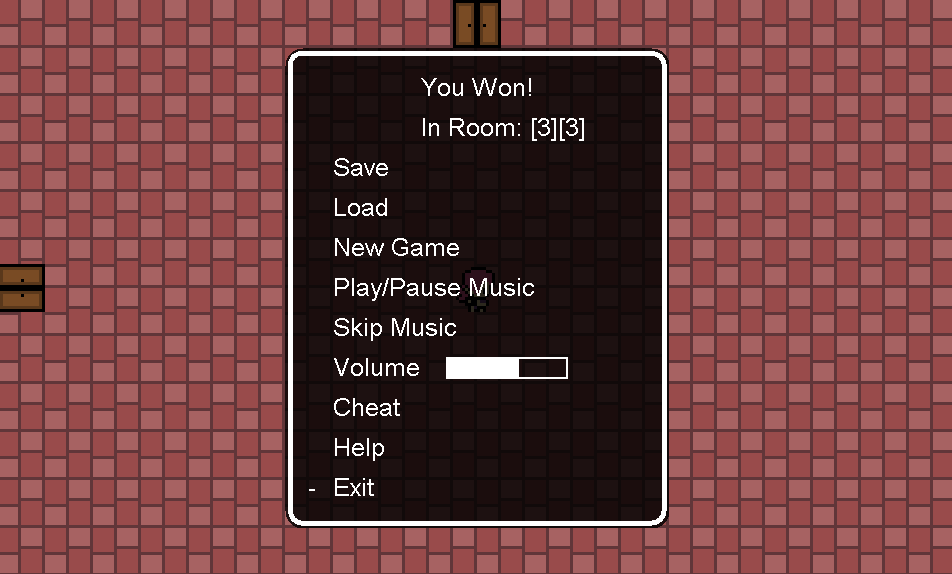 You Won!
In Room: [3][3]
Save
Load
New Game
Play/Pause Music
Skip Music
Volume
Cheat
Help
- Exit